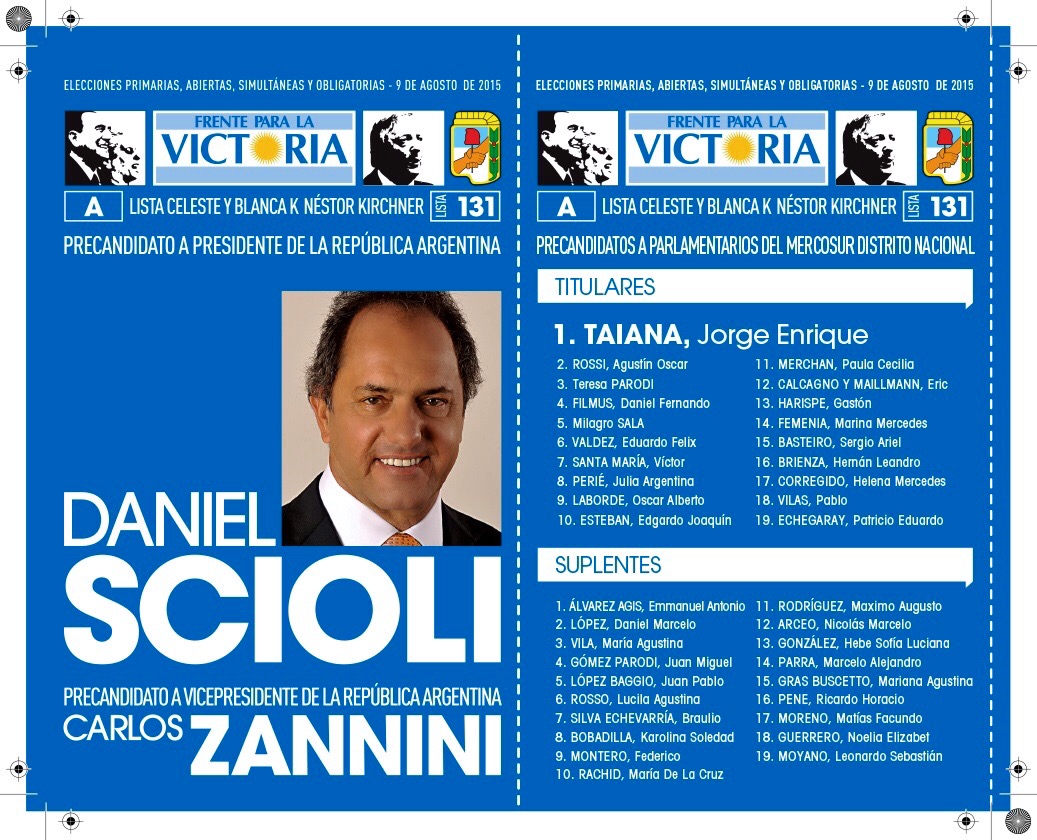 ELECCIONES PRIMARIAS, ABIERTAS, SIMULTÁNEAS Y OBLIGATORIAS - 9 DE AGOSTO DE 2015
FRENTE PARA LA
VICTORIA
A
LISTA CELESTE Y BLANCA K NÉSTOR KIRCHNER
LISTA 131
PRECANDIDATO A PRESIDENTE DE LA REPÚBLICA ARGENTINA
DANIEL
SCIOLI
PRECANDIDATO A VICEPRESIDENTE DE LA REPÚBLICA ARGENTINA
CARLOS ZANNINI
ELECCIONES PRIMARIAS, ABIERTAS, SIMULTÁNEAS Y OBLIGATORIAS - 9 DE AGOSTO DE 2015
FRENTE PARA LA
VICTORIA
A
LISTA CELESTE Y BLANCA K NÉSTOR KIRCHNER
LISTA 131
PRECANDIDATOS A PARLAMENTARIOS DEL MERCOSUR DISTRITO NACIONAL
TITULARES
1. TAIANA, Jorge Enrique
2. ROSSI, Agustín Oscar
3. Teresa PARODI
4. FILMUS, Daniel Fernando
5. Milagro SALA
6. VALDEZ, Eduardo Felix
7. SANTA MARÍA, Víctor
8. PERIÉ, Julia Argentina
9. LABORDE, Oscar Alberto
10. ESTEBAN, Edgardo Joaquín
11. MERCHAN, Paula Cecilia
12. CALCAGNO Y MAILLMANN, Eric
13. HARISPE, Gastón
14. FEMENIA, Marina Mercedes
15. BASTEIRO, Sergio Ariel
16. BRIENZA, Hernán Leandro
17. CORREGIDO, Helena Mercedes
18. VILAS, Pablo
19. ECHEGARAY, Patricio Eduardo
SUPLENTES
1. ÁLVAREZ AGIS, Emmanuel Antonio
2. LÓPEZ, Daniel Marcelo
3. VILA, María Agustina
4. GÓMEZ PARODI, Juan Miguel
5. LÓPEZ BAGGIO, Juan Pablo
6. ROSSO, Lucila Agustina
7. SILVA ECHEVARRÍA, Braulio
8. BOBADILLA, Karolina Soledad
9. MONTERO, Federico
10. RACHID, María De La Cruz
11. RODRÍGUEZ, Maximo Augusto
12. ARCEO, Nicolás Marcelo
13. GONZÁLEZ, Hebe Sofía Luciana
14. PARRA, Marcelo Alejandro
15. GRAS BUSCETTO, Mariana Agustina
16. PENE, Ricardo Horacio
17. MORENO, Matías Facundo
18. GUERRERO, Noelia Elizabet
19. MOYANO, Leonardo Sebastián